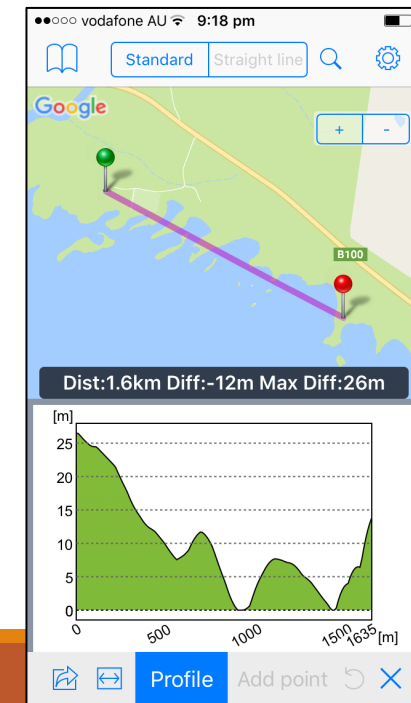 vodafone AU 9:18 pm
Standard Straight line
Google
+ -
B100
Dist:1.6km Diff:-12m Max Diff:26m
[m]
25
20
15
10
5
0
0 500 1000 1500 1635 [m]
Profile Add point